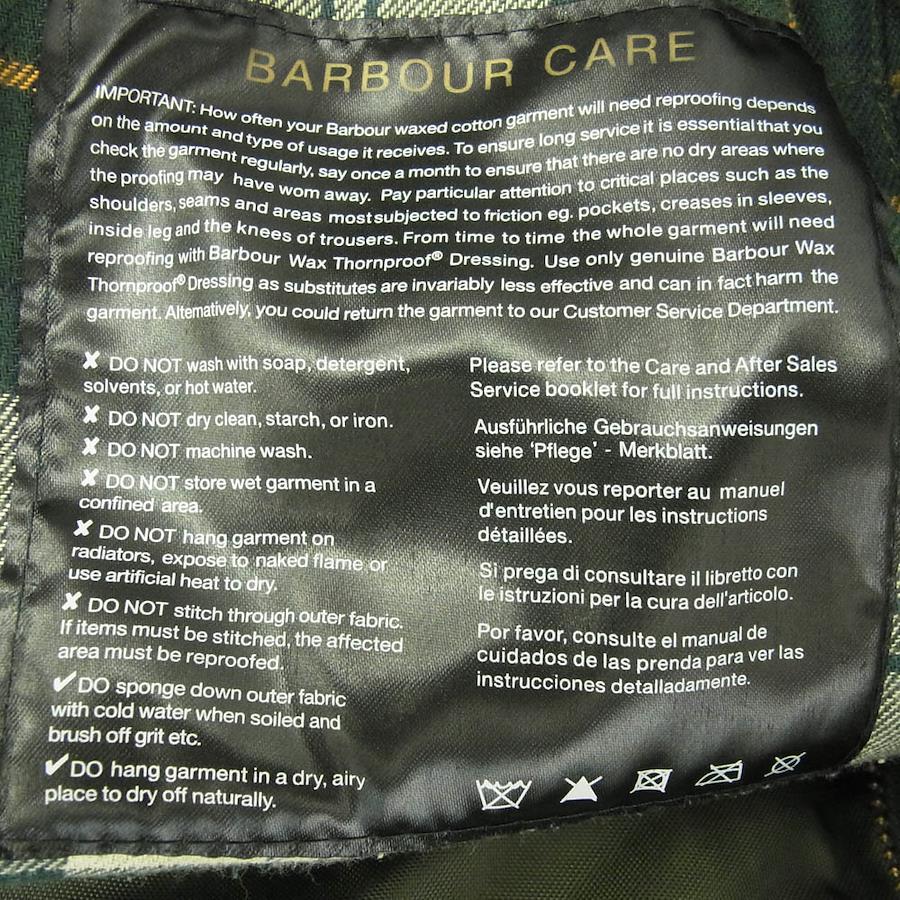 BARBOUR CARE
IMPORTANT: How often your Barbour waxed cotton garment will need reproofing depends
on the amount and type of usage it receives. To ensure long service it is essential that you
check the garment regularly, say once a month to ensure that there are no dry areas where
the proofing may have worn away. Pay particular attention to critical places such as the
shoulders, seams and areas most subjected to friction eg. pockets, creases in sleeves,
inside leg and the knees of trousers. From time to time the whole garment will need
reproofing with Barbour Wax Thornproof® Dressing. Use only genuine Barbour Wax
Thornproof® Dressing as substitutes are invariably less effective and can in fact harm the
garment. Alternatively, you could return the garment to our Customer Service Department.
✘ DO NOT wash with soap, detergent,
solvents, or hot water.
✘ DO NOT dry clean, starch, or iron.
✘ DO NOT machine wash.
✘ DO NOT store wet garment in a
confined area.
✘ DO NOT hang garment on
radiators, expose to naked flame or
use artificial heat to dry.
✘ DO NOT stitch through outer fabric.
If items must be stitched, the affected
area must be reproofed.
✔ DO sponge down outer fabric
with cold water when soiled and
brush off grit etc.
✔ DO hang garment in a dry, airy
place to dry off naturally.
Please refer to the Care and After Sales
Service booklet for full instructions.
Ausführliche Gebrauchsanweisungen
siehe ‘Pflege’ - Merkblatt.
Veuillez vous reporter au manuel
d'entretien pour les instructions
détaillées.
Si prega di consultare il libretto con
le istruzioni per la cura dell'articolo.
Por favor, consulte el manual de
cuidados de las prenda para ver las
instrucciones detalladamente.